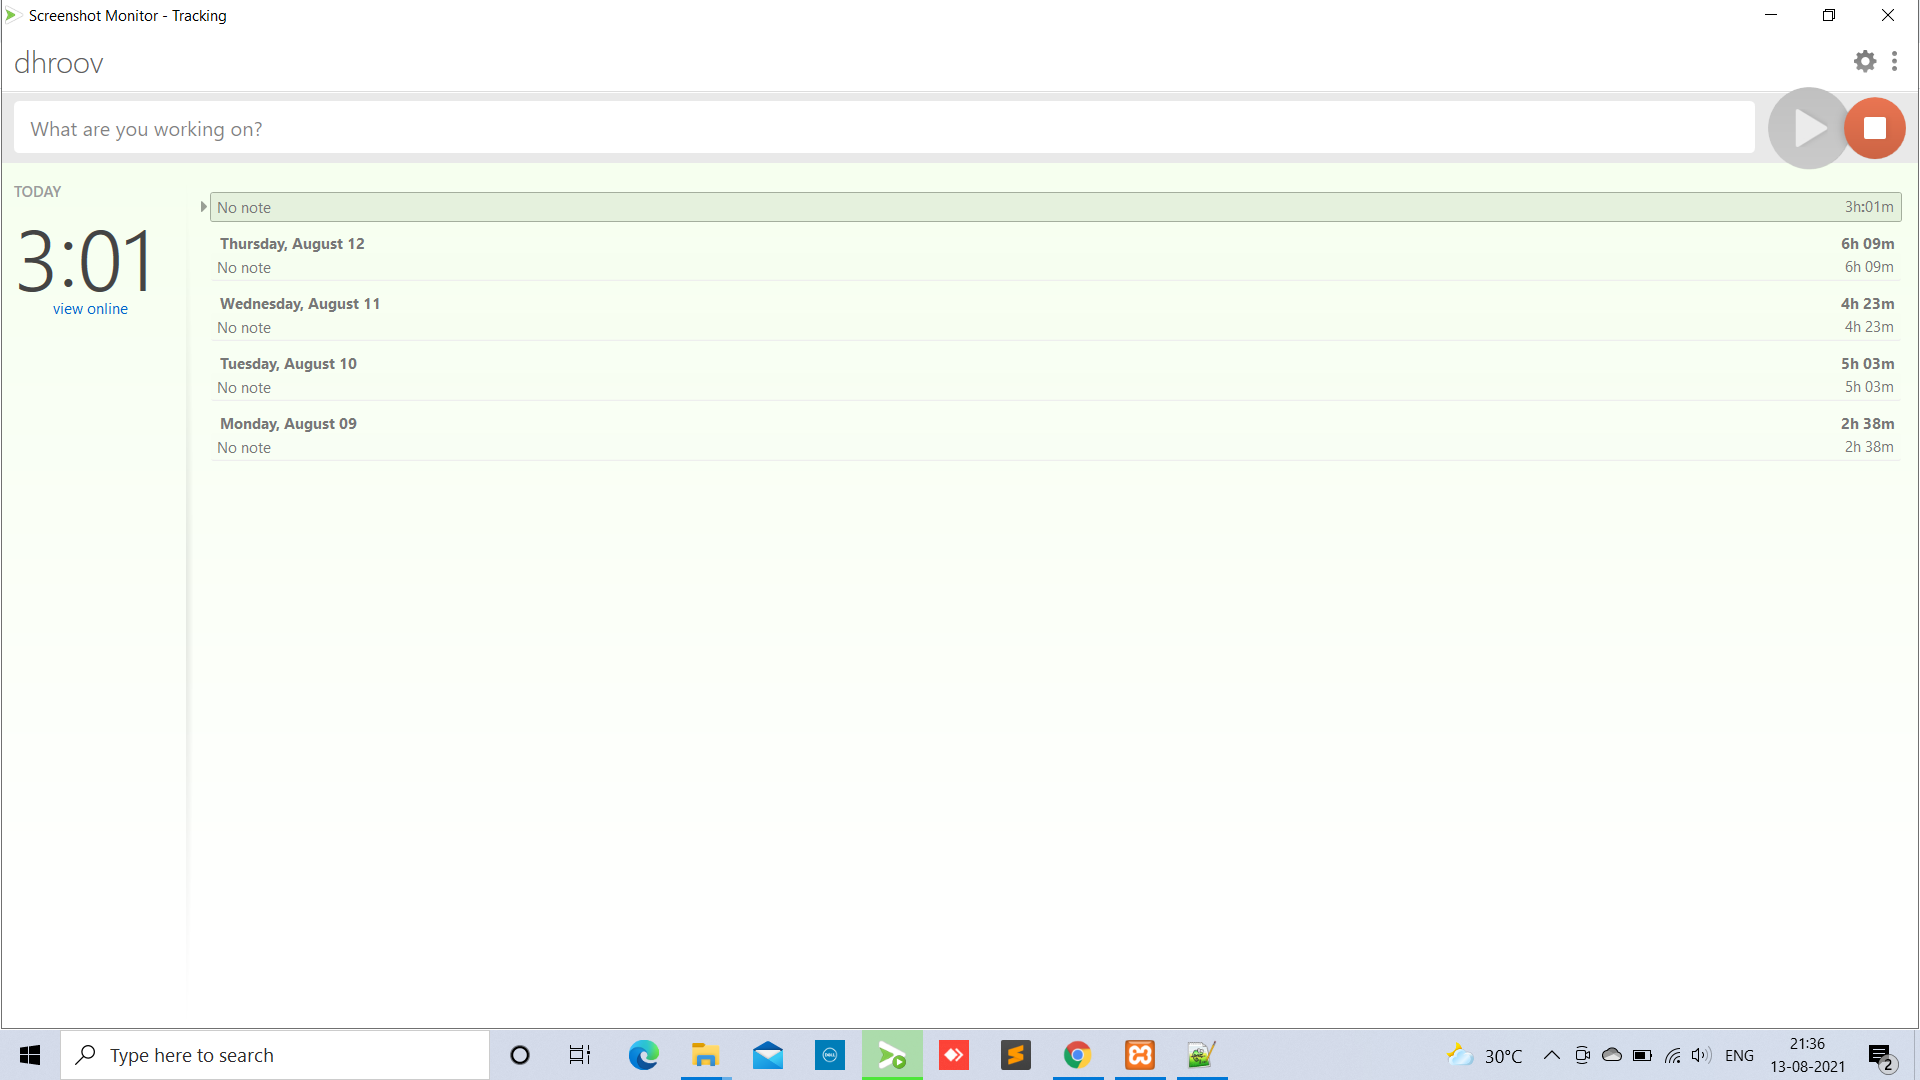 Screenshot Monitor - Tracking
dhroov
What are you working on?
TODAY
3:01
view online
No note 3h:01m
Thursday, August 12 6h 09m
No note 6h 09m
Wednesday, August 11 4h 23m
No note 4h 23m
Tuesday, August 10 5h 03m
No note 5h 03m
Monday, August 09 2h 38m
No note 2h 38m
Type here to search
DELL
30°C
ENG
21:36
13-08-2021
2